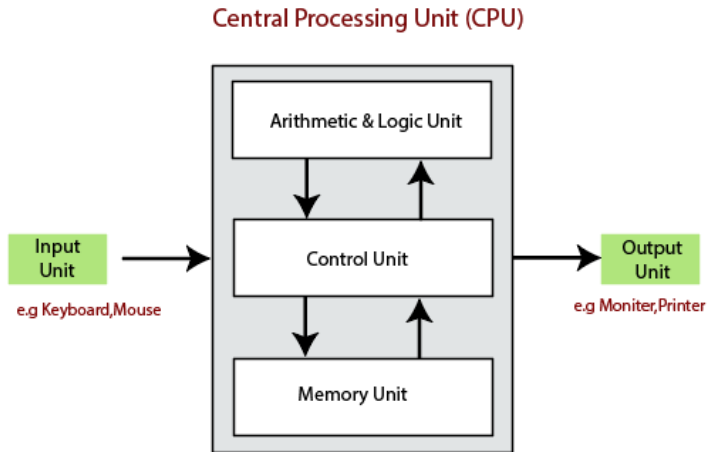 Central Processing Unit (CPU)
Arithmetic & Logic Unit
Input
Unit
e.g Keyboard,Mouse
Control Unit
Output
Unit
e.g Moniter,Printer
Memory Unit